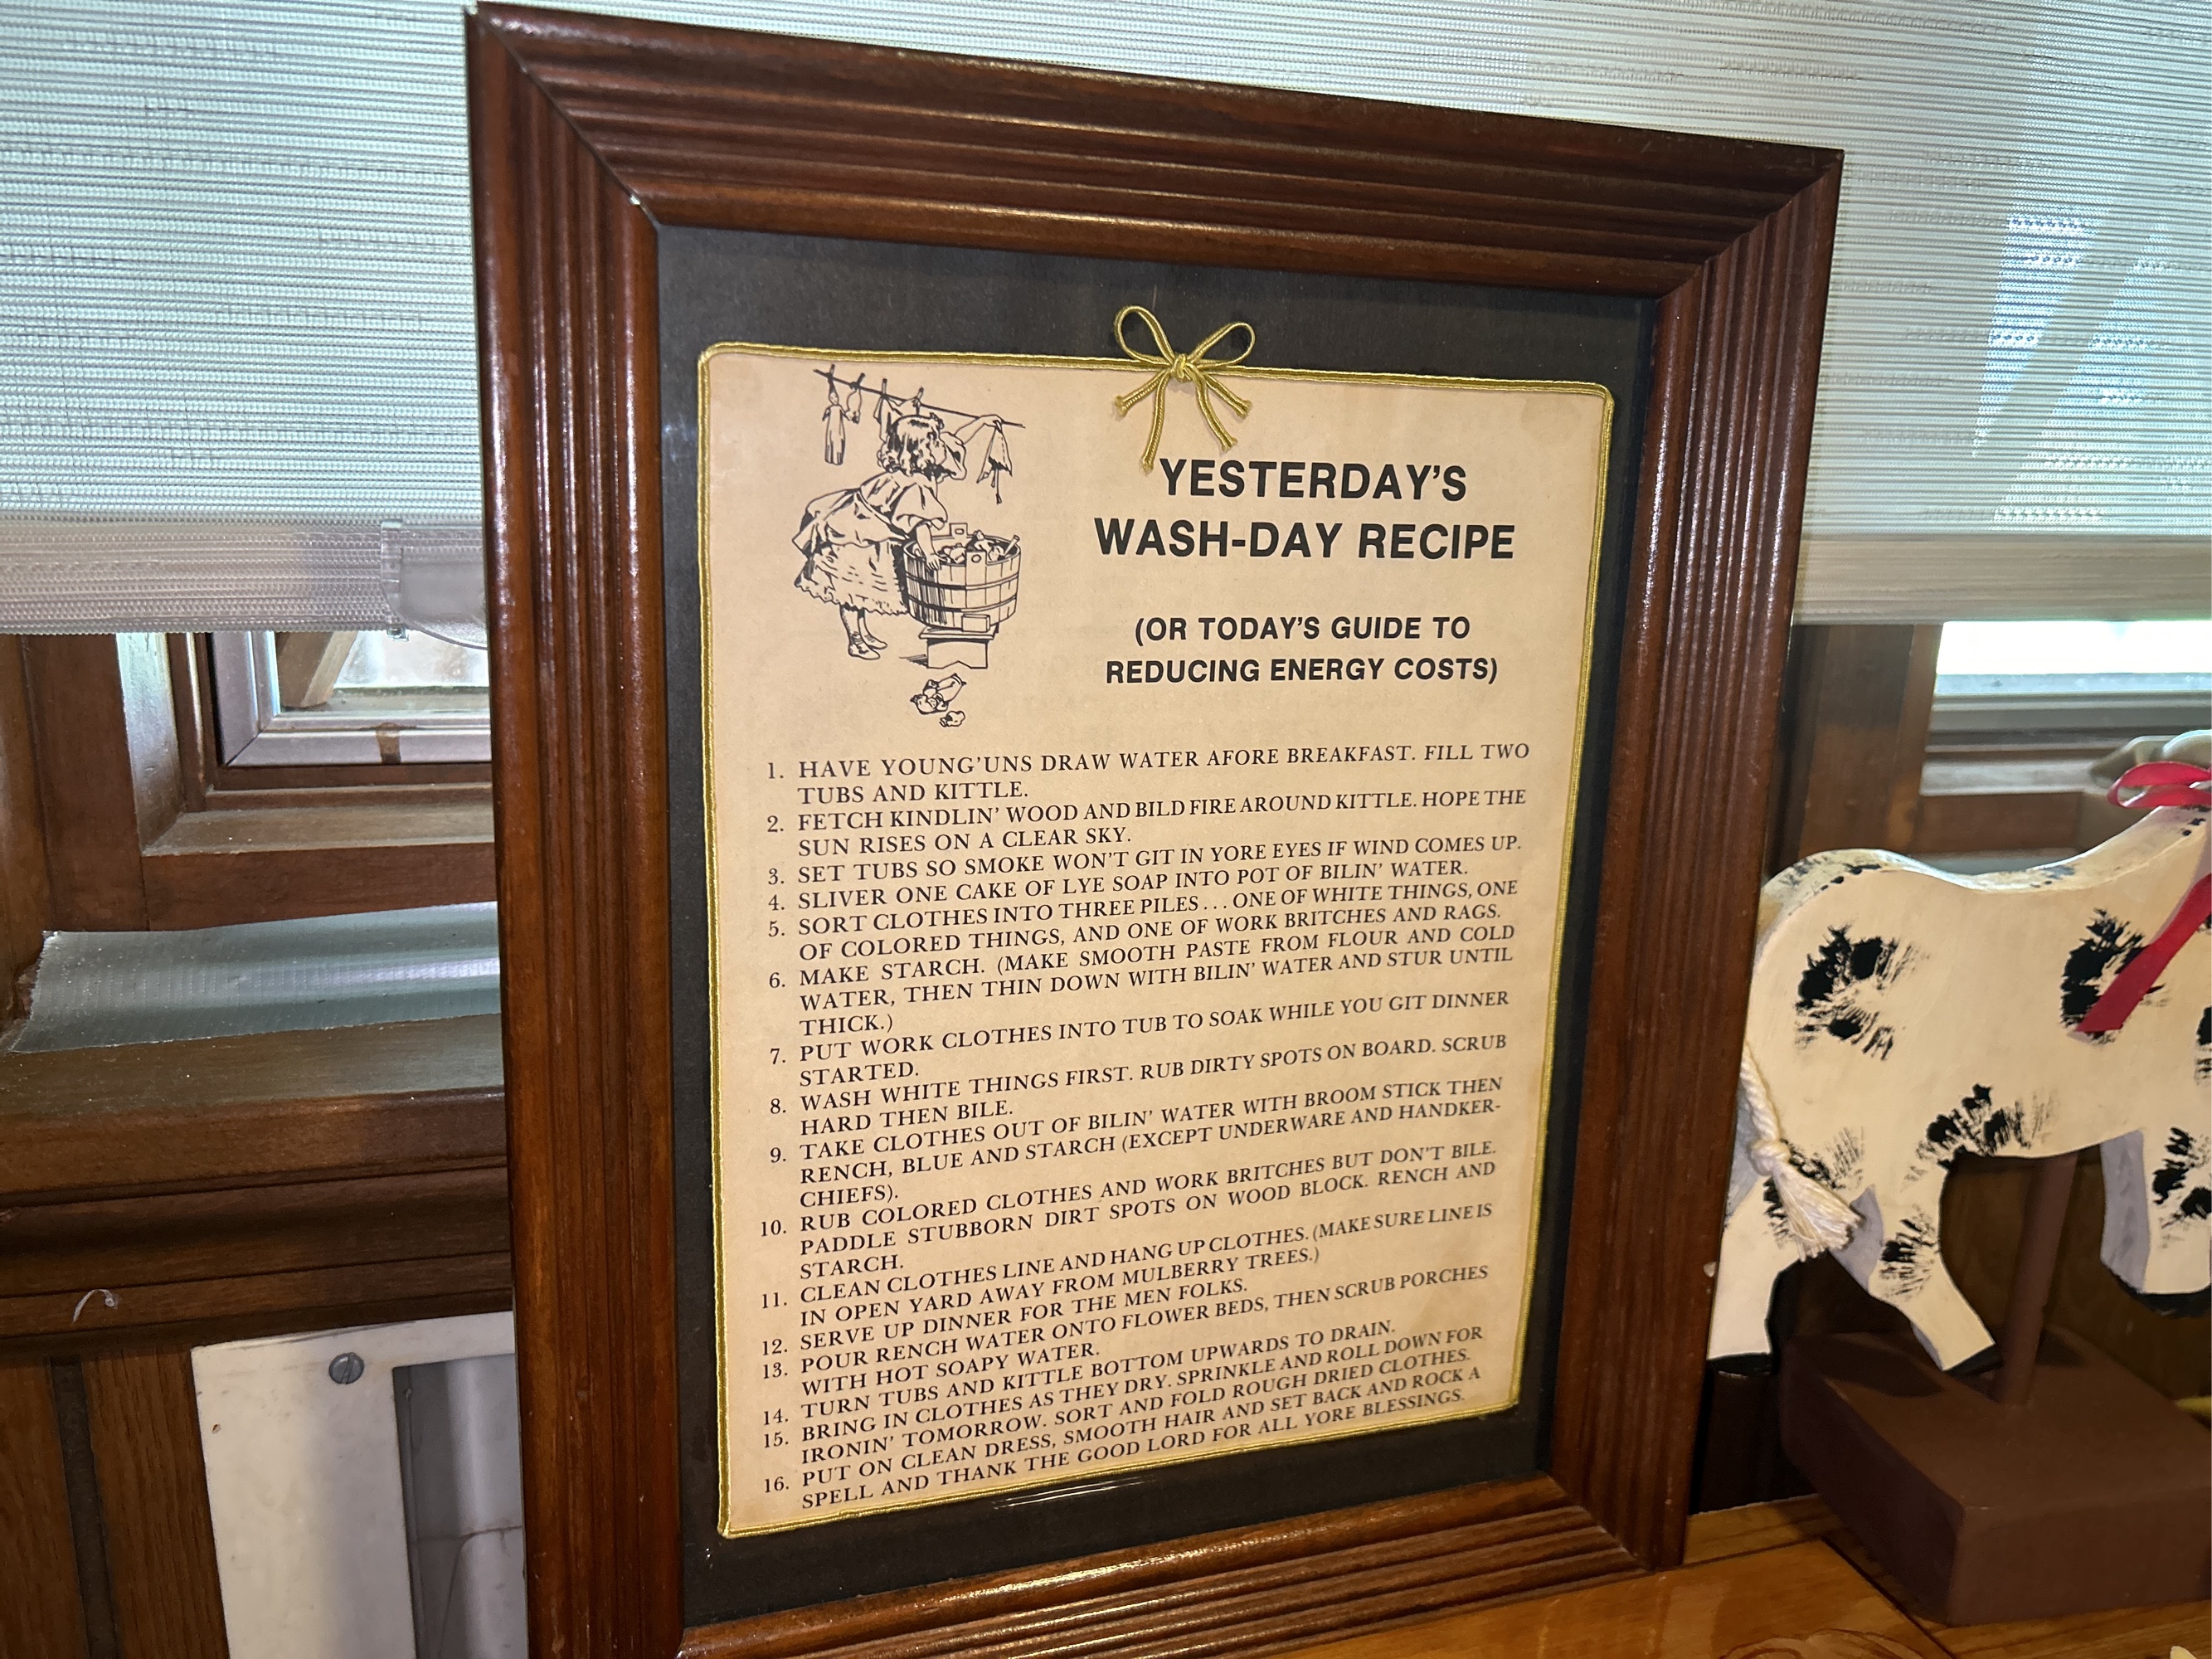 YESTERDAY'S
WASH-DAY RECIPE
(OR TODAY'S GUIDE TO
REDUCING ENERGY COSTS)
1. HAVE YOUNG'UNS DRAW WATER AFORE BREAKFAST. FILL TWO
TUBS AND KITTLE.
2. FETCH KINDLIN' WOOD AND BILD FIRE AROUND KITTLE. HOPE THE
SUN RISES ON A CLEAR SKY.
3. SET TUBS SO SMOKE WON'T GIT IN YORE EYES IF WIND COMES UP.
4. SLIVER ONE CAKE OF LYE SOAP INTO POT OF BILIN' WATER.
5. SORT CLOTHES INTO THREE PILES . . . ONE OF WHITE THINGS, ONE
OF COLORED THINGS, AND ONE OF WORK BRITCHES AND RAGS.
6. MAKE STARCH. (MAKE SMOOTH PASTE FROM FLOUR AND COLD
WATER, THEN THIN DOWN WITH BILIN' WATER AND STUR UNTIL
THICK.)
7. PUT WORK CLOTHES INTO TUB TO SOAK WHILE YOU GIT DINNER
STARTED.
8. WASH WHITE THINGS FIRST. RUB DIRTY SPOTS ON BOARD. SCRUB
HARD THEN BILE.
9. TAKE CLOTHES OUT OF BILIN' WATER WITH BROOM STICK THEN
RENCH, BLUE AND STARCH (EXCEPT UNDERWARE AND HANDKER-
CHIEFS).
10. RUB COLORED CLOTHES AND WORK BRITCHES BUT DON'T BILE.
PADDLE STUBBORN DIRT SPOTS ON WOOD BLOCK. RENCH AND
STARCH.
11. CLEAN CLOTHES LINE AND HANG UP CLOTHES. (MAKE SURE LINE IS
IN OPEN YARD AWAY FROM MULBERRY TREES.)
12. SERVE UP DINNER FOR THE MEN FOLKS.
13. POUR RENCH WATER ONTO FLOWER BEDS, THEN SCRUB PORCHES
WITH HOT SOAPY WATER.
14. TURN TUBS AND KITTLE BOTTOM UPWARDS TO DRAIN.
15. BRING IN CLOTHES AS THEY DRY. SPRINKLE AND ROLL DOWN FOR
IRONIN' TOMORROW. SORT AND FOLD ROUGH DRIED CLOTHES.
16. PUT ON CLEAN DRESS, SMOOTH HAIR AND SET BACK AND ROCK A
SPELL AND THANK THE GOOD LORD FOR ALL YORE BLESSINGS.